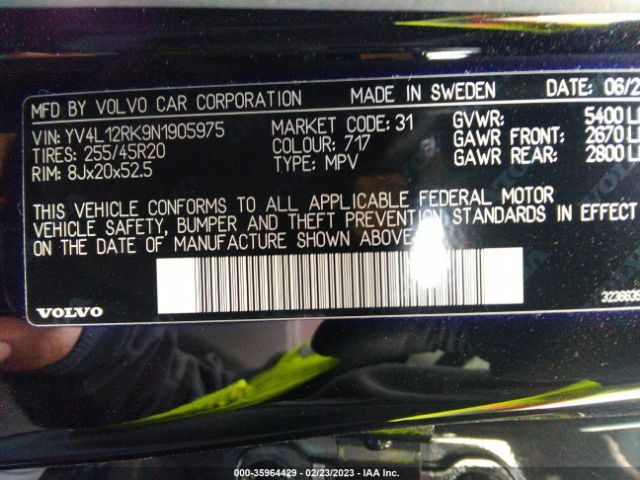 MFD BY VOLVO CAR CORPORATION MADE IN SWEDEN DATE: 06/2
VIN: YV4L12RK9N1905975 MARKET CODE: 31 GVWR: 5400 L
TIRES: 255/45R20 COLOUR: 717 GAWR FRONT: 2670 L
RIM: 8Jx20x52.5 TYPE: MPV GAWR REAR: 2800 L
THIS VEHICLE CONFORMS TO ALL APPLICABLE FEDERAL MOTOR
VEHICLE SAFETY, BUMPER AND THEFT PREVENTION STANDARDS IN EFFECT
ON THE DATE OF MANUFACTURE SHOWN ABOVE.
VOLVO
000-35964429 - 02/23/2023 - IAA Inc.